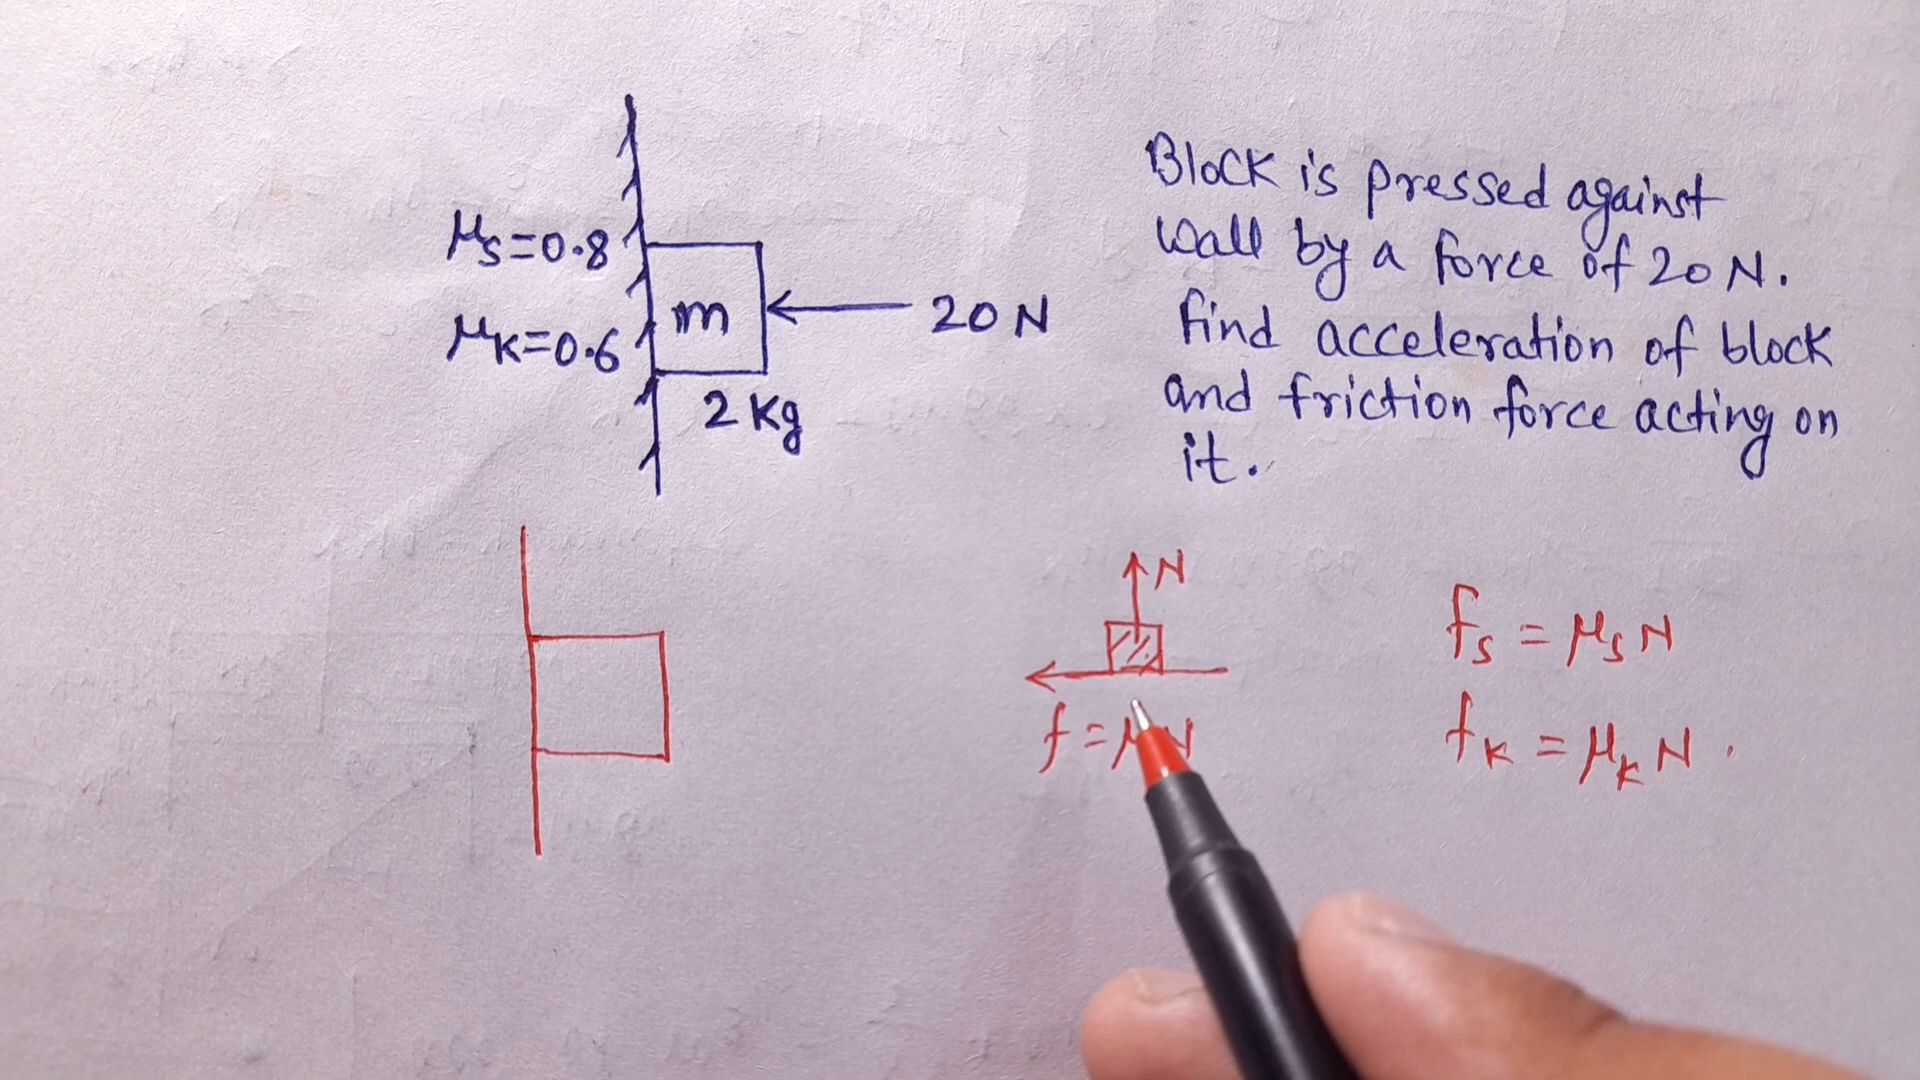 μs=0.8
μK=0.6
m
2 Kg
20 N
Block is pressed against
wall by a force of 20 N.
find acceleration of block
and friction force acting on
it.
N
f=μN
fs = μs N
fK = μK N.